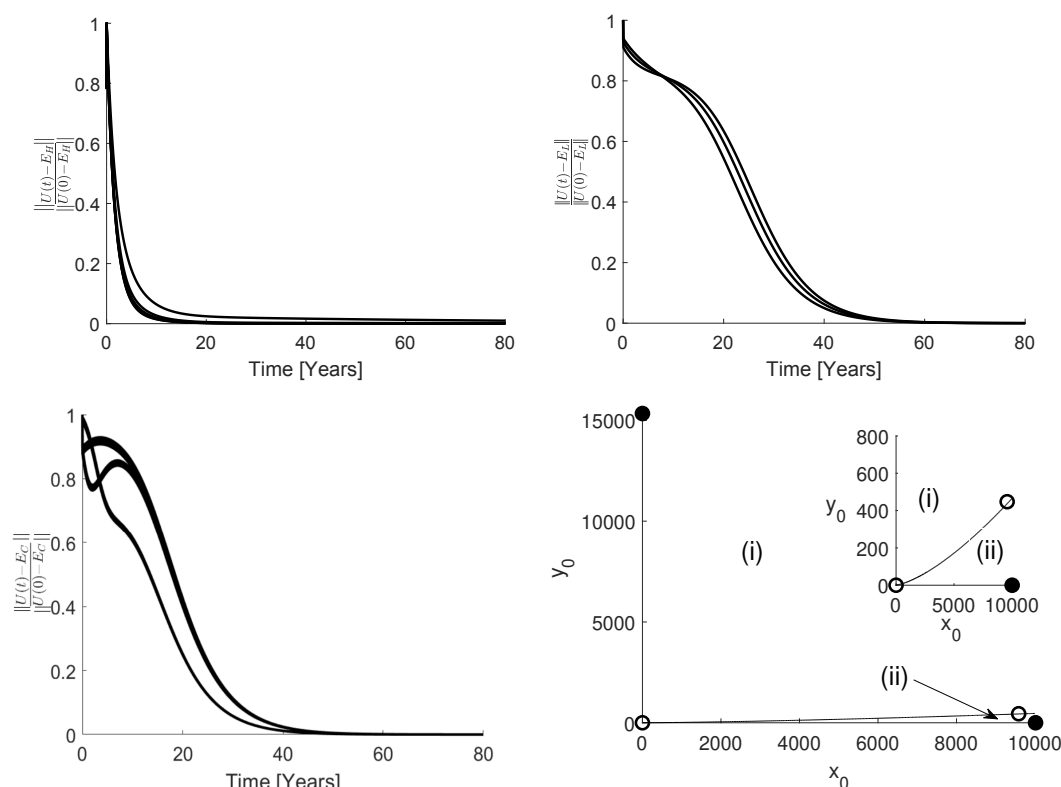 1
0.8
0.6
0.4
0.2
0
||U(t)−E_H||
||U(0)−E_H||
0 20 40 60 80
Time [Years]
1
0.8
0.6
0.4
0.2
0
||U(t)−E_L||
||U(0)−E_L||
0 20 40 60 80
Time [Years]
1
0.8
0.6
0.4
0.2
0
||U(t)−E_C||
||U(0)−E_C||
0 20 40 60 80
Time [Years]
15000
10000
5000
0
y_0
(i)
(ii)
0 2000 4000 6000 8000 10000
x_0
800
600
400
200
0
y_0
(i)
(ii)
0 5000 10000
x_0